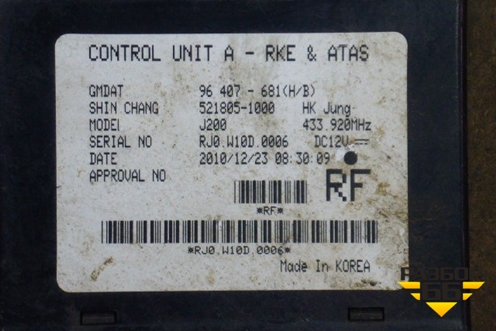 CONTROL UNIT A - RKE & ATAS
GMDAT 96 407 - 681(H/B)
SHIN CHANG 521805-1000 HK Jung
MODEL J200 433.920MHz
SERIAL NO RJ0.W10D.0006 DC12V
DATE 2010/12/23 08:30:09
APPROVAL NO
RF
*RF*
*RJ0.W10D.0006*
Made In KOREA
РАЗБОР
66